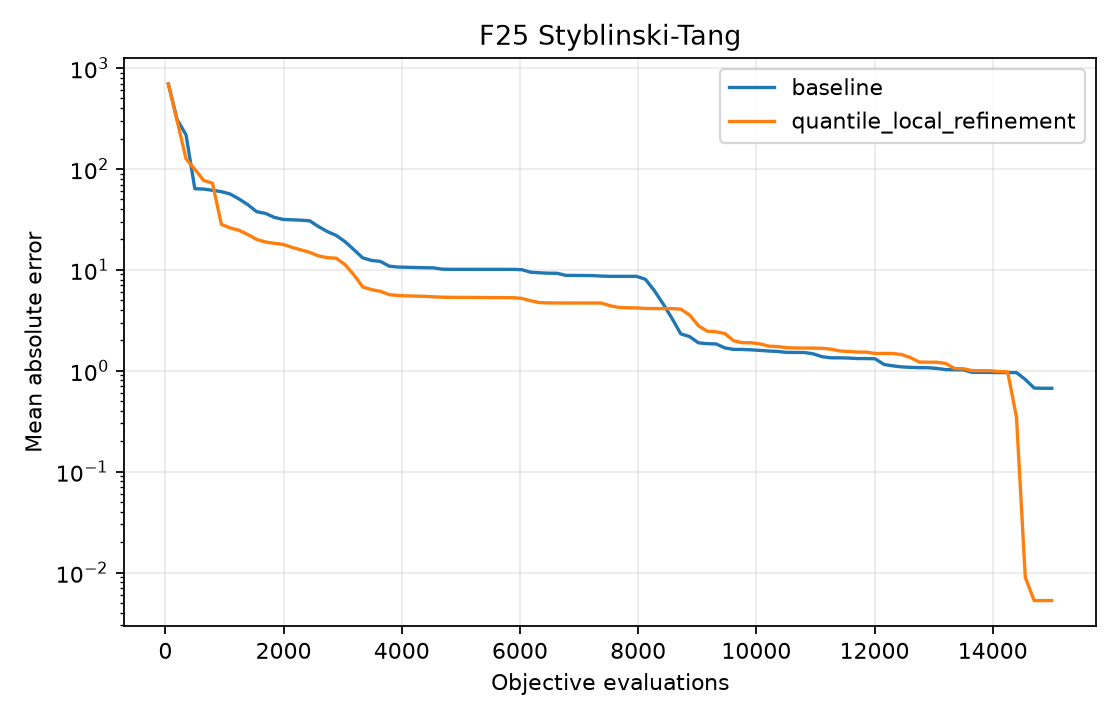 F25 Styblinski-Tang
baseline
quantile_local_refinement
Mean absolute error
10³
10²
10¹
10⁰
10⁻¹
10⁻²
0 2000 4000 6000 8000 10000 12000 14000
Objective evaluations